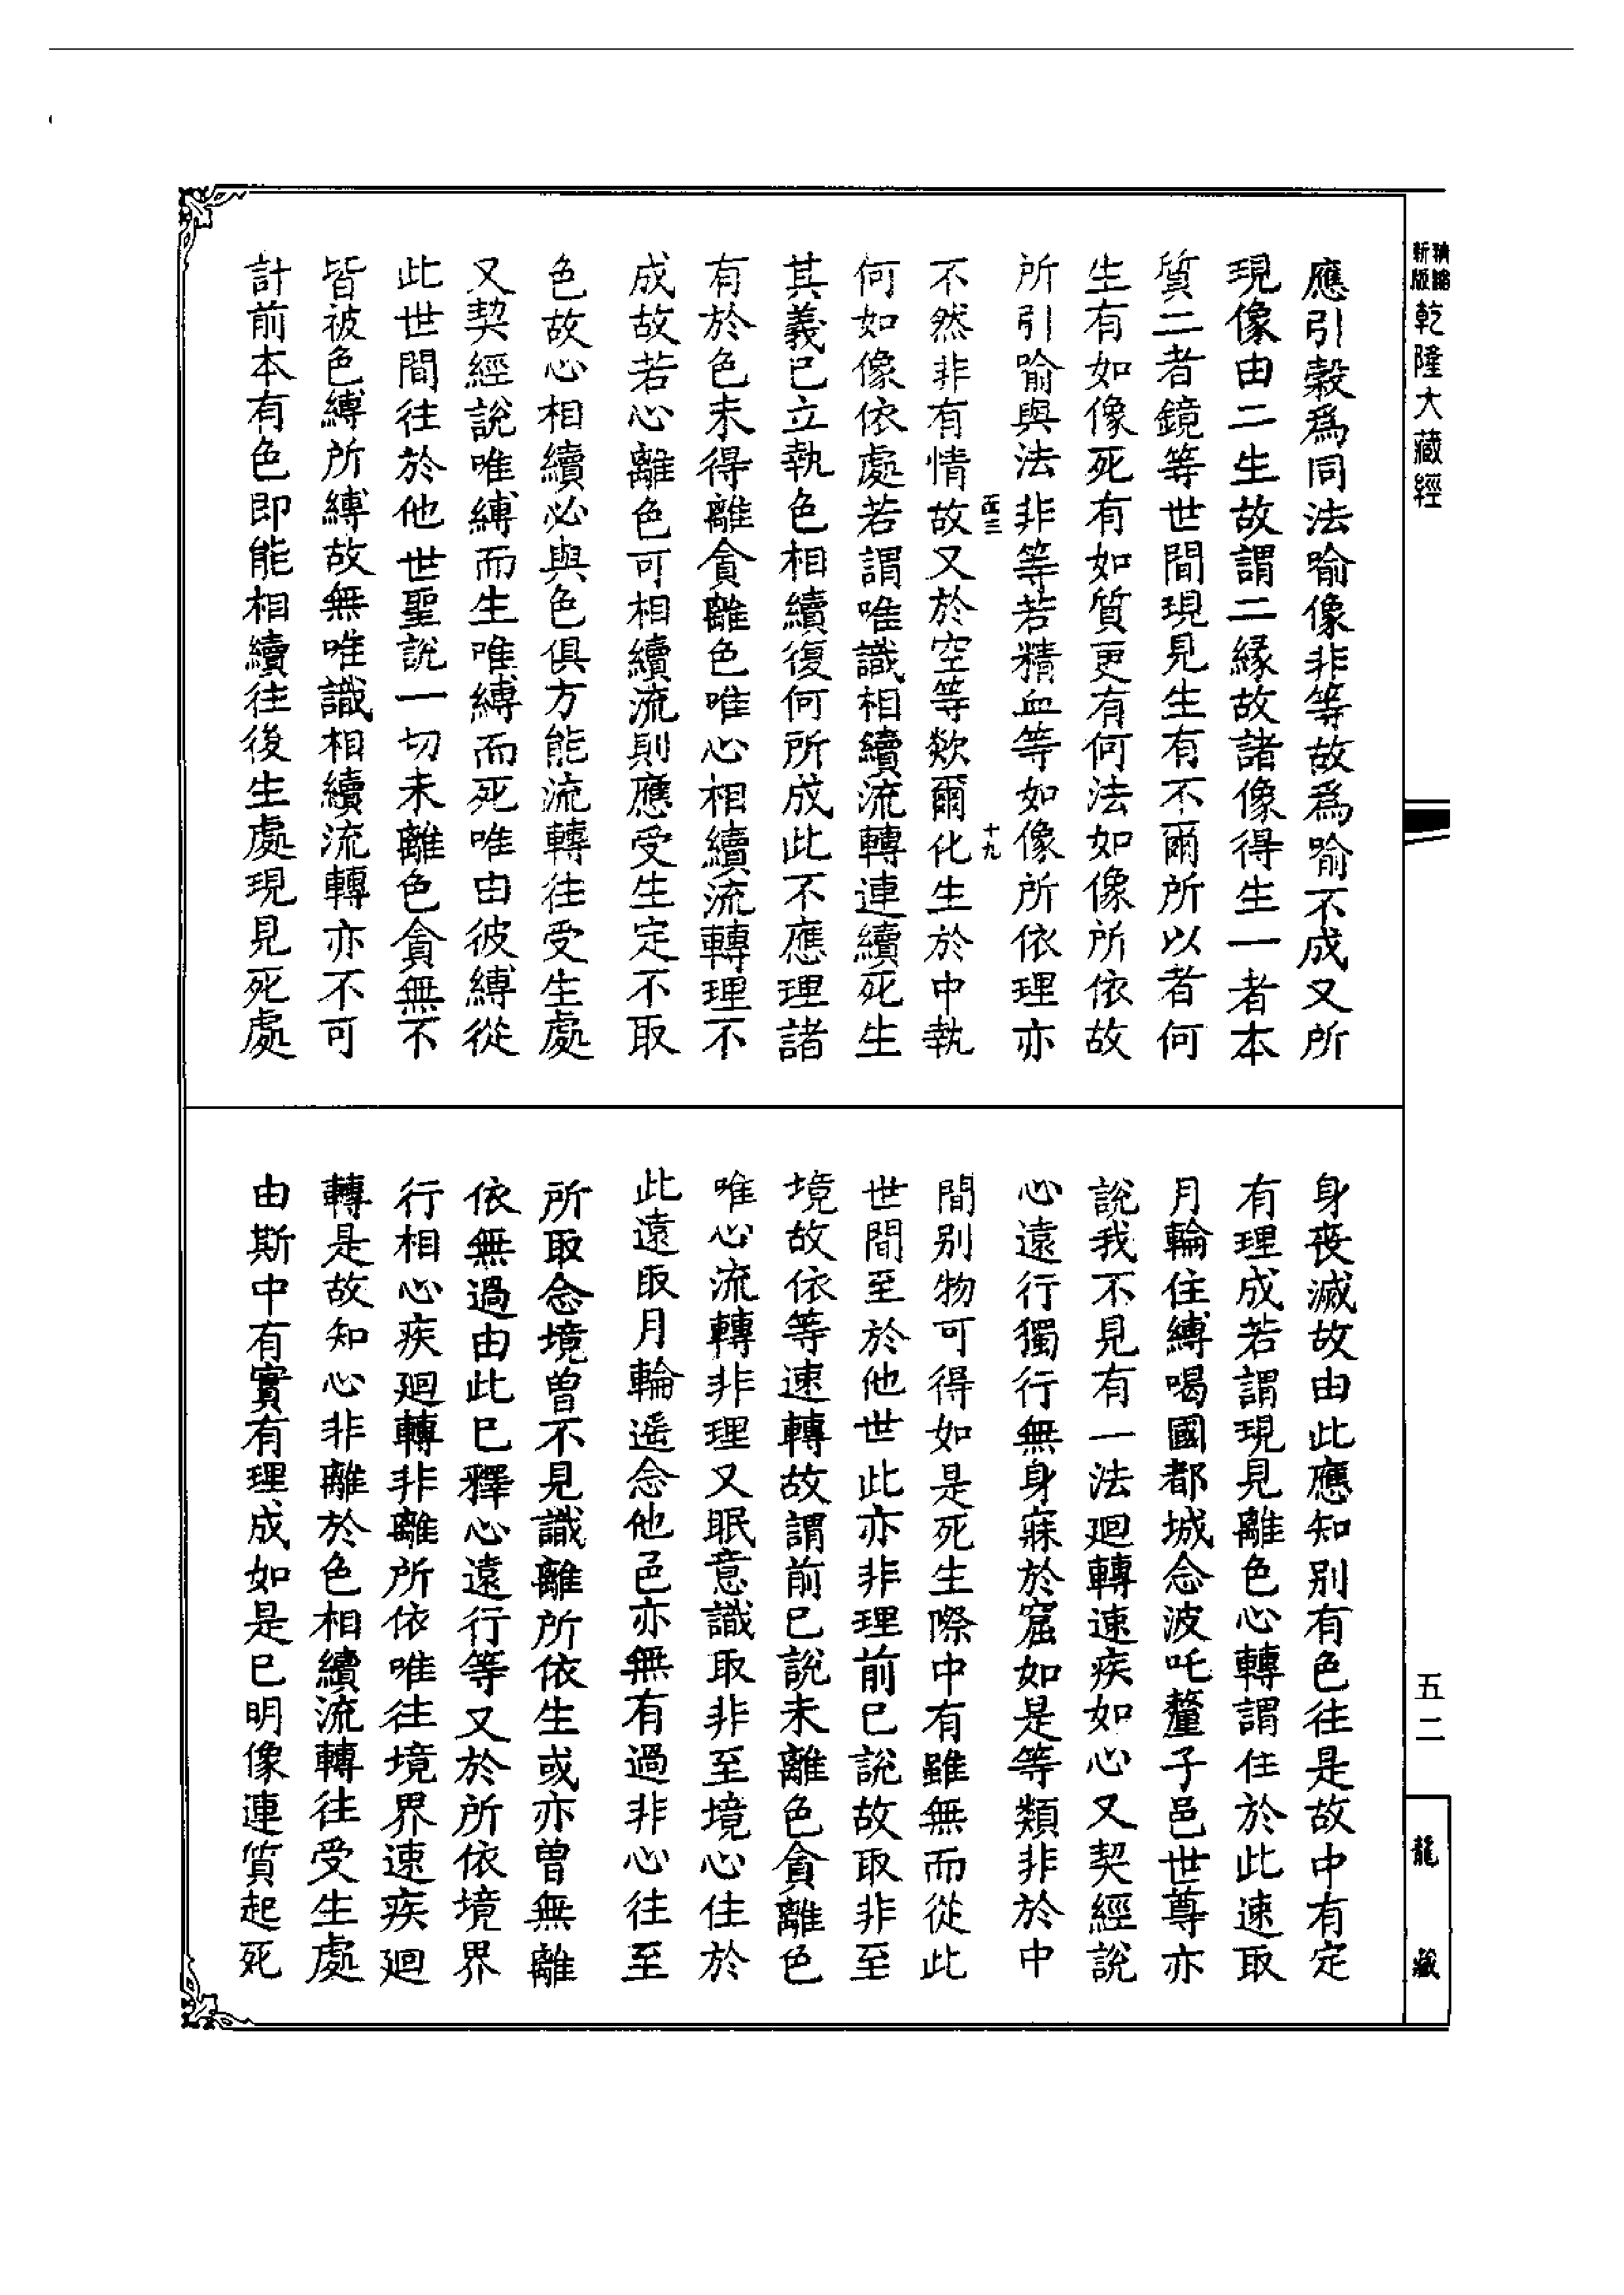 精縮新版乾隆大藏經
應引穀爲同法喻像非等故爲喻不成又所
現像由二生故謂二緣故諸像得生一者本
質二者鏡等世間現見生有不爾所以者何
生有如像死有如質更有何法如像所依故
所引喻與法非等若精血等如像所依理亦
十九
不然非有情故又於空等欻爾化生於中執
何如像依處若謂唯識相續流轉連續死生
其義已立執色相續復何所成此不應理諸
有於色未得離貪離色唯心相續流轉理不
成故若心離色可相續流則應受生定不取
色故心相續必與色俱方能流轉往受生處
又契經說唯縛而生唯縛而死唯由彼縛從
此世間往於他世聖說一切未離色貪無不
皆被色縛所縛故無唯識相續流轉亦不可
計前本有色即能相續往後生處現見死處
身喪滅故由此應知別有色往是故中有定
有理成若謂現見離色心轉謂住於此速取
月輪住縛喝國都城念波吒釐子邑世尊亦
說我不見有一法迴轉速疾如心又契經說
心遠行獨行無身寐於窟如是等類非於中
間別物可得如是死生際中有雖無而從此
世間至於他世此亦非理前已說故取非至
境故依等速轉故謂前已說未離色貪離色
唯心流轉非理又眠意識取非至境心住於
此遠取月輪遥念他邑亦無有過非心往至
所取念境曾不見識離所依生或亦曾無離
依無過由此已釋心遠行等又於所依境界
行相心疾迴轉非離所依唯往境界速疾迴
轉是故知心非離於色相續流轉往受生處
由斯中有實有理成如是已明像連質起死
五二
龍藏